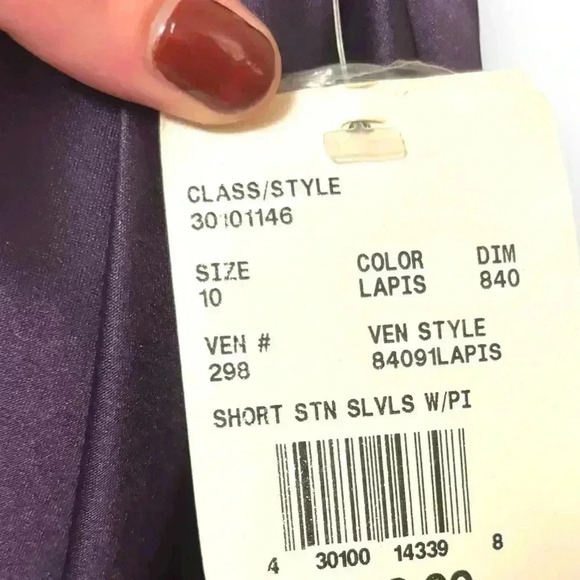 CLASS/STYLE
30101146
SIZE COLOR DIM
10 LAPIS 840
VEN # VEN STYLE
298 84091LAPIS
SHORT STN SLVLS W/PI
4 30100 14339 8